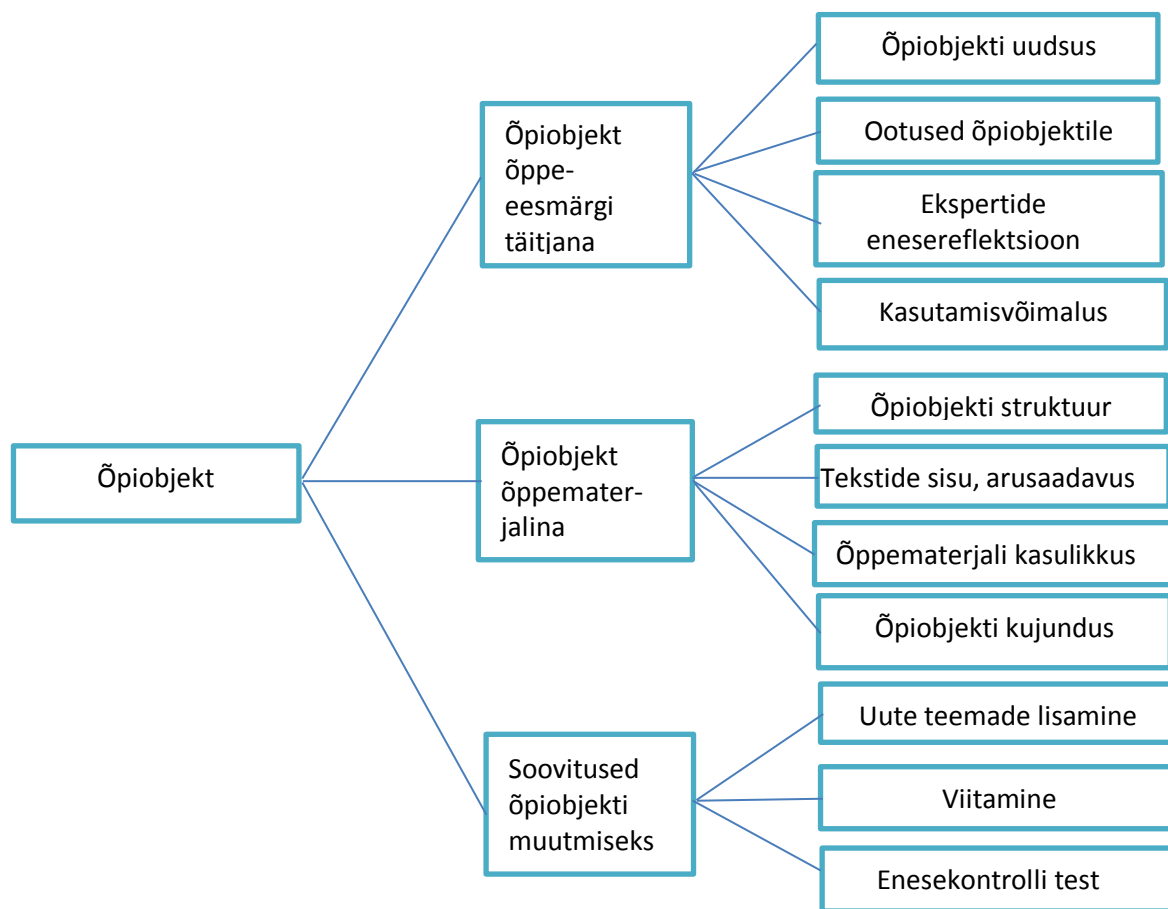 Õpiobjekt
Õpiobjekt
õppe-
eesmärgi
täitjana
Õpiobjekti uudsus
Ootused õpiobjektile
Ekspertide
enesereflektsioon
Kasutamisvõimalus
Õpiobjekt
õppemater-
jalina
Õpiobjekti struktuur
Tekstide sisu, arusaadavus
Õppematerjali kasulikkus
Õpiobjekti kujundus
Soovitused
õpiobjekti
muutmiseks
Uute teemade lisamine
Viitamine
Enesekontrolli test